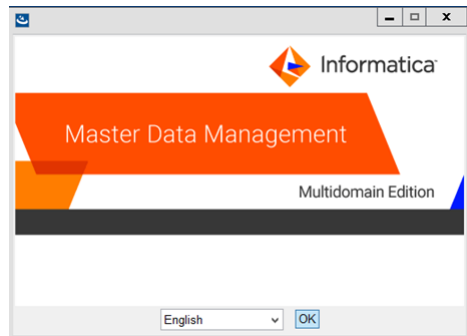 Informatica
Master Data Management
Multidomain Edition
English
OK